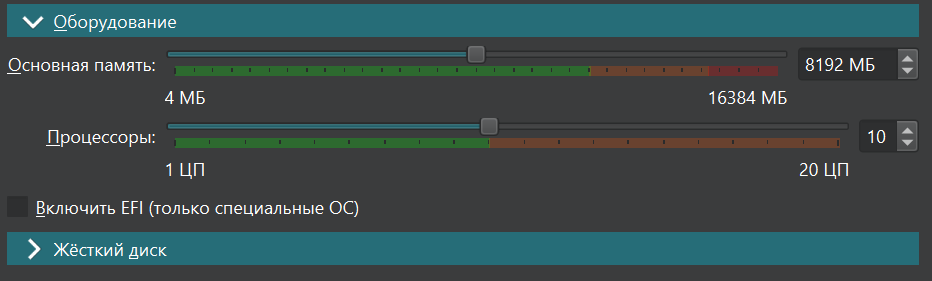 Оборудование
Основная память: 8192 МБ
4 МБ 16384 МБ
Процессоры: 10
1 ЦП 20 ЦП
Включить EFI (только специальные ОС)
Жёсткий диск